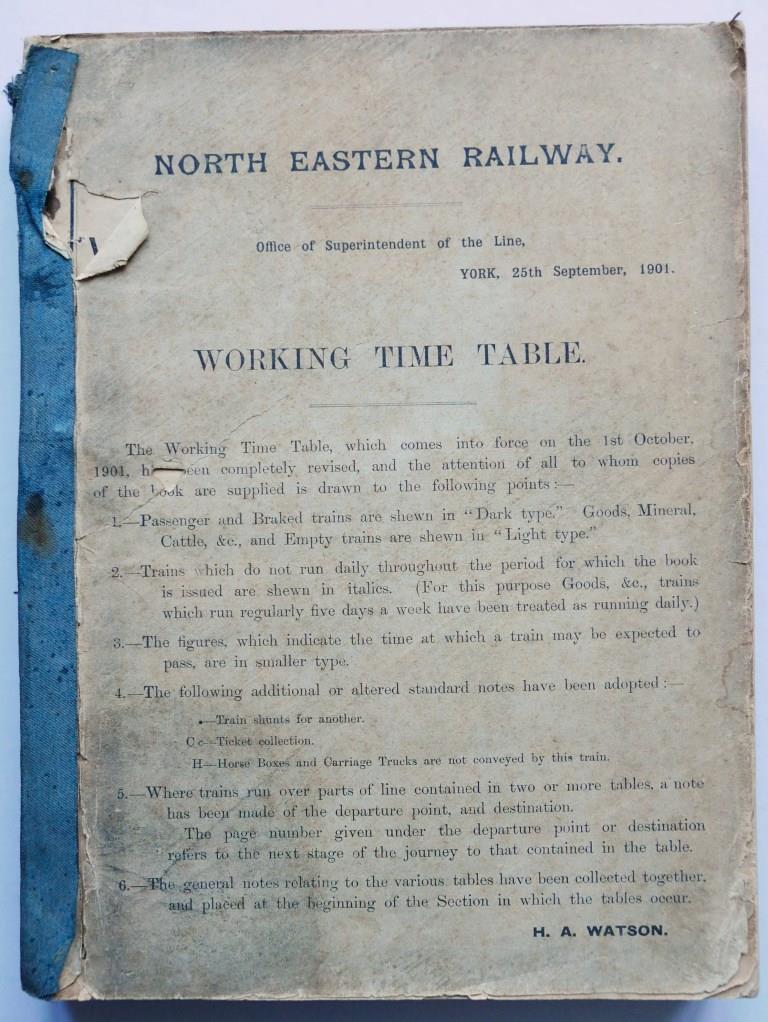 NORTH EASTERN RAILWAY.
Office of Superintendent of the Line,
YORK, 25th September, 1901.
WORKING TIME TABLE.
The Working Time Table, which comes into force on the 1st October,
1901, been completely revised, and the attention of all to whom copies
of the book are supplied is drawn to the following points:—
1.—Passenger and Braked trains are shewn in "Dark type." Goods, Mineral,
Cattle, &c., and Empty trains are shewn in "Light type."
2.—Trains which do not run daily throughout the period for which the book
is issued are shewn in italics. (For this purpose Goods, &c., trains
which run regularly five days a week have been treated as running daily.)
3.—The figures, which indicate the time at which a train may be expected to
pass, are in smaller type.
4.—The following additional or altered standard notes have been adopted:—
•—Train shunts for another.
C c—Ticket collection.
H—Horse Boxes and Carriage Trucks are not conveyed by this train.
5.—Where trains run over parts of line contained in two or more tables, a note
has been made of the departure point, and destination.
The page number given under the departure point or destination
refers to the next stage of the journey to that contained in the table.
6.—The general notes relating to the various tables have been collected together,
and placed at the beginning of the Section in which the tables occur.
H. A. WATSON.